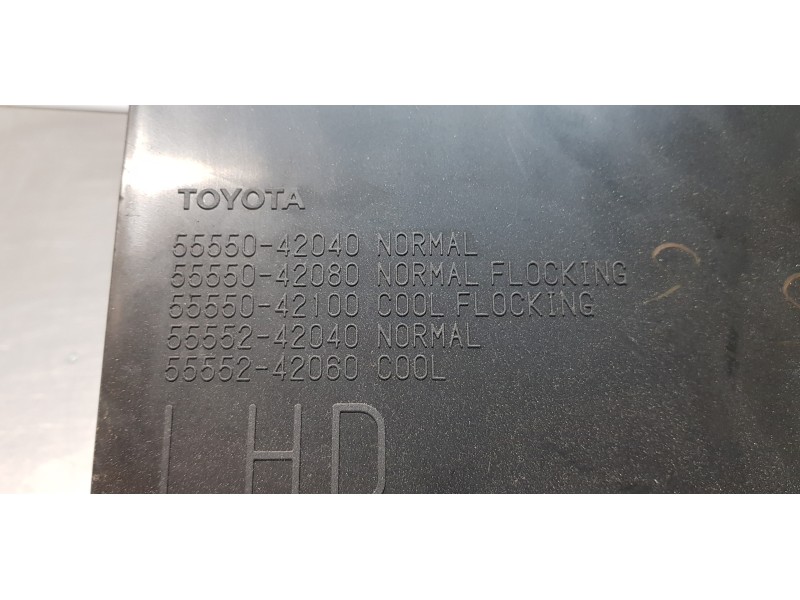 TOYOTA
55550-42040 NORMAL
55550-42080 NORMAL FLOCKING
55550-42100 COOL FLOCKING
55552-42040 NORMAL
55552-42060 COOL
LHD